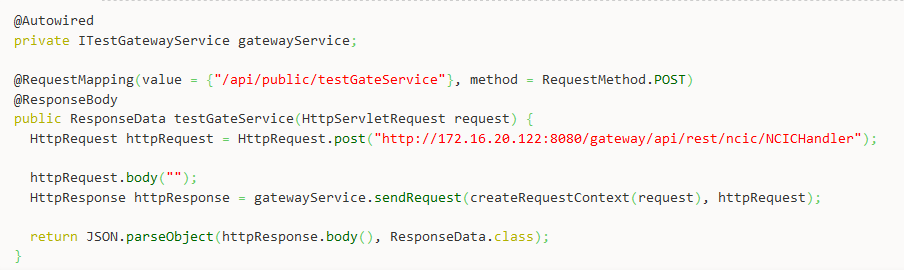 @Autowired
private ITestGatewayService gatewayService;
@RequestMapping(value = {"/api/public/testGateService"}, method = RequestMethod.POST)
@ResponseBody
public ResponseData testGateService(HttpServletRequest request) {
  HttpRequest httpRequest = HttpRequest.post("http://172.16.20.122:8080/gateway/api/rest/ncic/NCICHandler");
  httpRequest.body("");
  HttpResponse httpResponse = gatewayService.sendRequest(createRequestContext(request), httpRequest);
  return JSON.parseObject(httpResponse.body(), ResponseData.class);
}